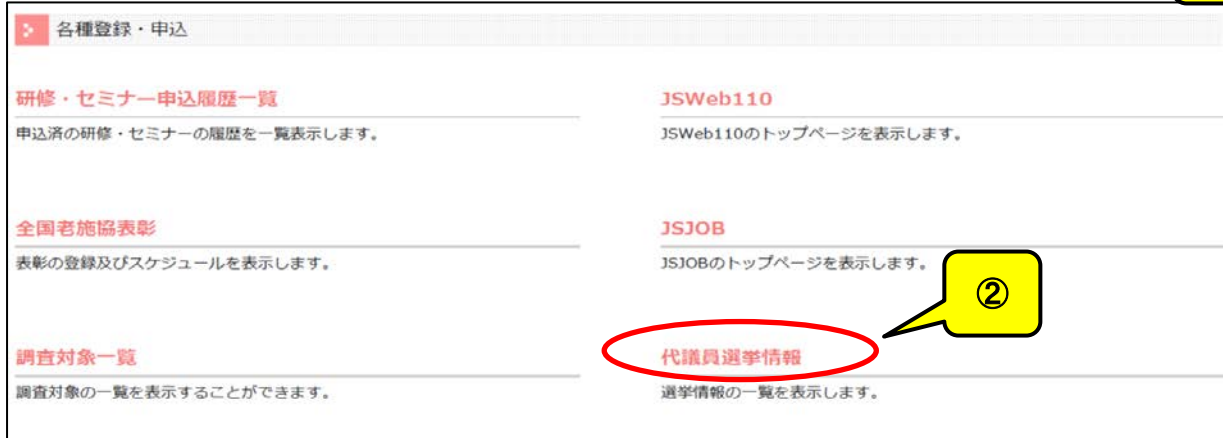 各種登録・申込
研修・セミナー申込履歴一覧
申込済の研修・セミナーの履歴を一覧表示します。
JSWeb110
JSWeb110のトップページを表示します。
全国老施協表彰
表彰の登録及びスケジュールを表示します。
JSJOB
JSJOBのトップページを表示します。
②
調査対象一覧
調査対象の一覧を表示することができます。
代議員選挙情報
選挙情報の一覧を表示します。